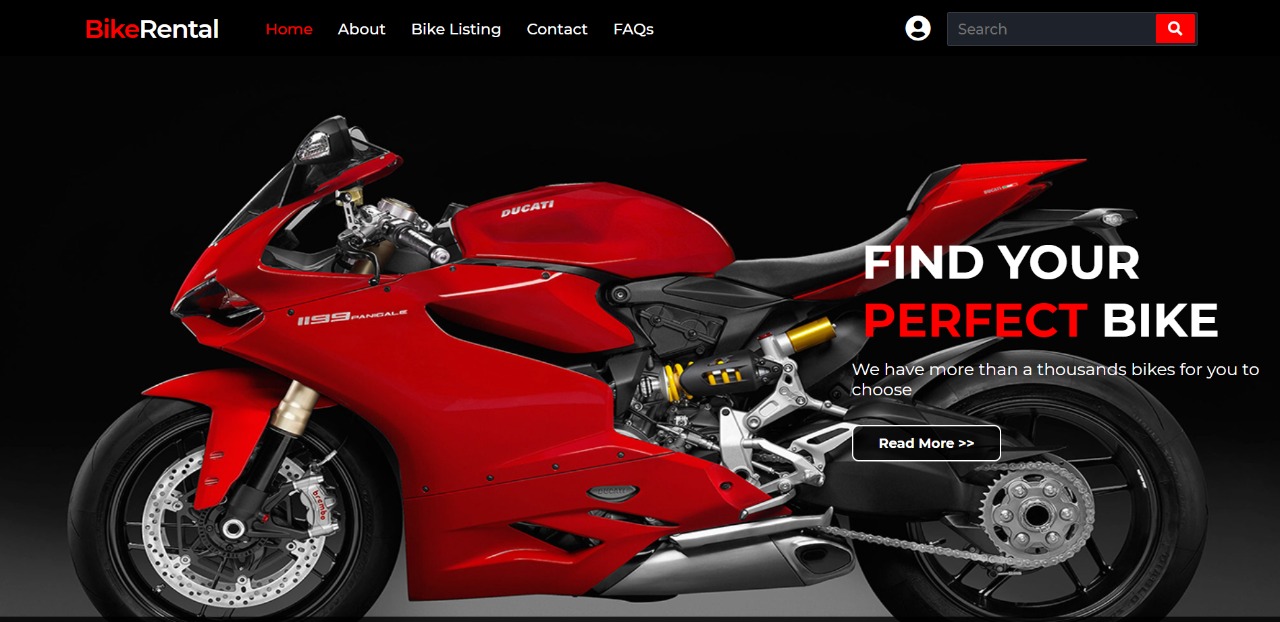 BikeRental
Home About Bike Listing Contact FAQs
Search
DUCATI
1199 PANIGALE
FIND YOUR
PERFECT BIKE
We have more than a thousands bikes for you to
choose
Read More >>
brembo
DUCATI